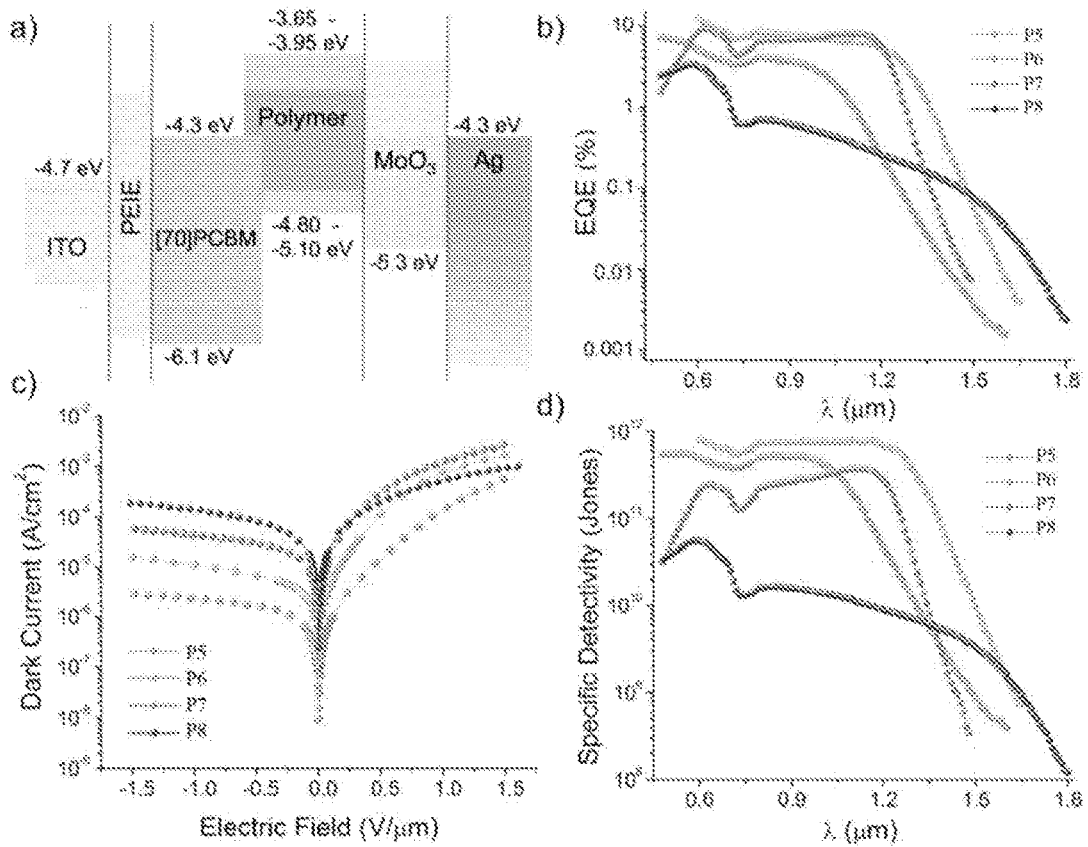 a)
-3.65 -
-3.95 eV
-4.3 eV
Polymer
-4.3 eV
-4.7 eV
MoO3
Ag
PEIE
[70]PCBM
-4.80 -
-5.10 eV
ITO
-5.3 eV
-6.1 eV
b)
EQE (%)
10
1
0.1
0.01
0.001
P5
P6
P7
P8
0.6
0.9
1.2
1.5
1.8
λ (μm)
c)
Dark Current (A/cm²)
P5
P6
P7
P8
-1.5
-1.0
-0.5
0.0
0.5
1.0
1.5
Electric Field (V/μm)
d)
Specific Detectivity (Jones)
P5
P6
P7
P8
0.6
0.9
1.2
1.5
1.8
λ (μm)